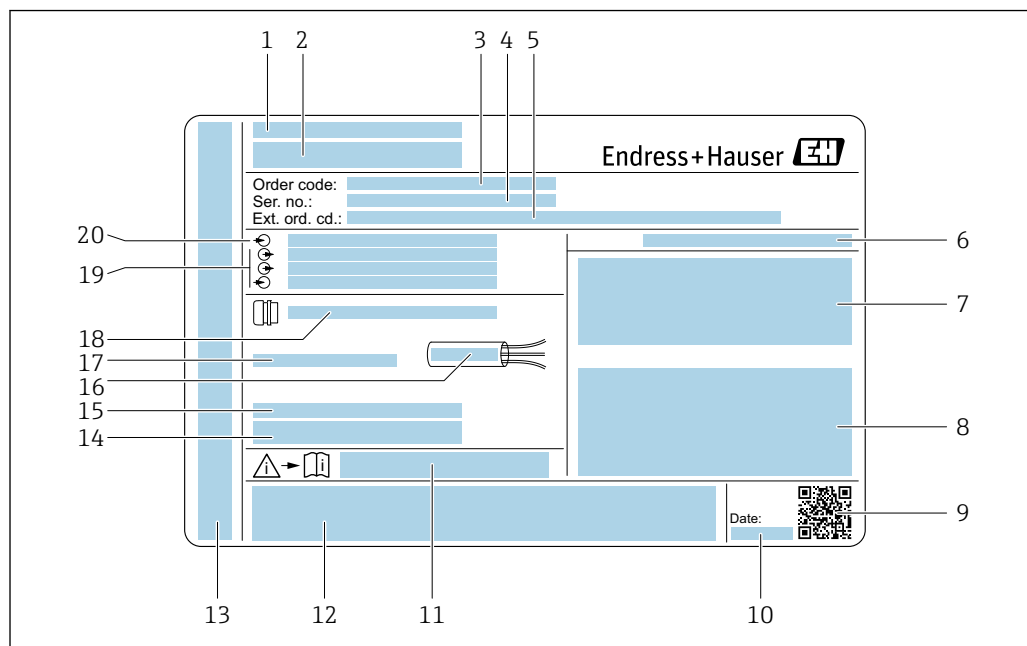 1 2 3 4 5
Endress+Hauser EH
Order code:
Ser. no.:
Ext. ord. cd.:
20
6
19
7
18
17
16
15
14
8
i i
9
Date:
13 12 11 10